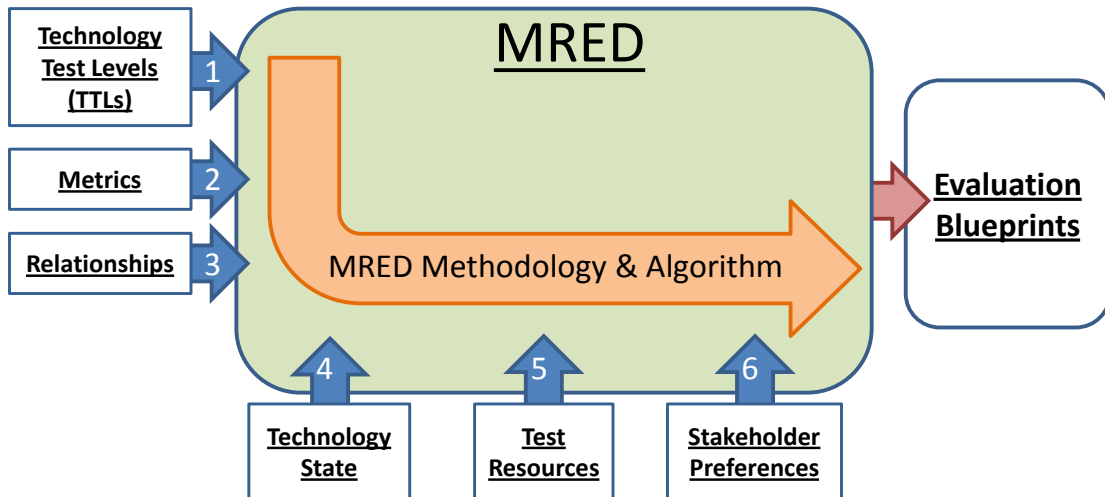 MRED
Technology
Test Levels
(TTLs)
1
Metrics
2
Relationships
3
MRED Methodology & Algorithm
Evaluation
Blueprints
4
5
6
Technology
State
Test
Resources
Stakeholder
Preferences